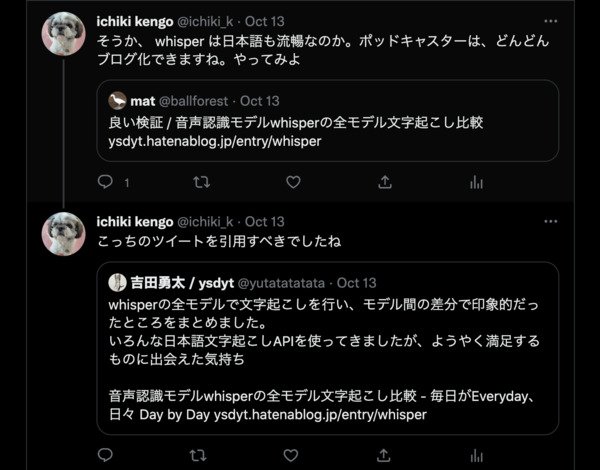 ichiki kengo @ichiki_k · Oct 13
そうか、 whisper は日本語も流暢なのか。ポッドキャスターは、どんどん
ブログ化できますね。やってみよ
mat @ballforest · Oct 13
良い検証 / 音声認識モデルwhisperの全モデル文字起こし比較
ysdyt.hatenablog.jp/entry/whisper
1
ichiki kengo @ichiki_k · Oct 13
こっちのツイートを引用すべきでしたね
吉田勇太 / ysdyt @yutatatatata · Oct 13
whisperの全モデルで文字起こしを行い、モデル間の差分で印象的だっ
たところをまとめました。
いろんな日本語文字起こしAPIを使ってきましたが、ようやく満足する
ものに出会えた気持ち
音声認識モデルwhisperの全モデル文字起こし比較 - 毎日がEveryday、
日々 Day by Day ysdyt.hatenablog.jp/entry/whisper